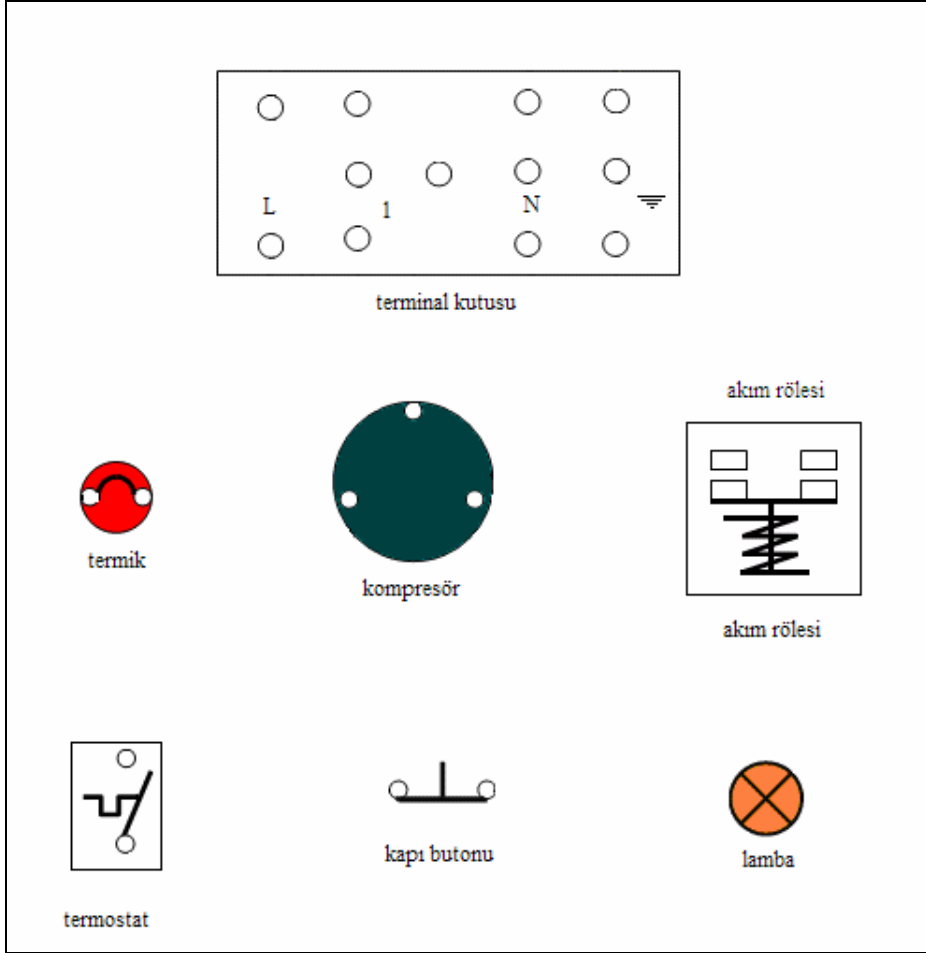 L
1
N
terminal kutusu
akım rölesi
termik
kompresör
akım rölesi
termostat
kapı butonu
lamba